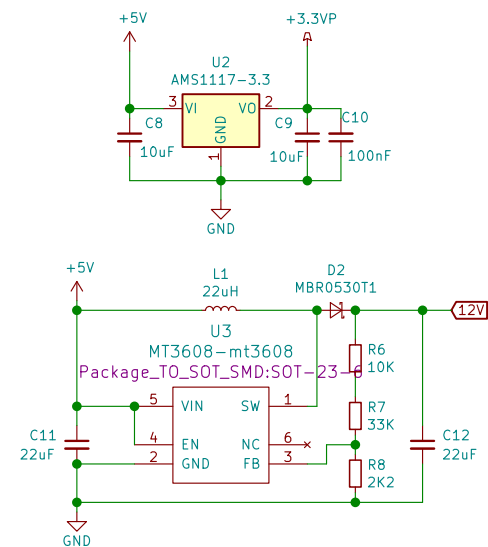 +5V
+3.3VP
U2
AMS1117-3.3
3
VI
VO
2
C8
10uF
GND
1
C9
10uF
C10
100nF
GND
+5V
L1
22uH
D2
MBR0530T1
12V
U3
MT3608-mt3608
Package_TO_SOT_SMD:SOT-23-6
R6
10K
5
VIN
SW
1
R7
33K
C11
22uF
4
EN
NC
6
2
GND
FB
3
C12
22uF
R8
2K2
GND